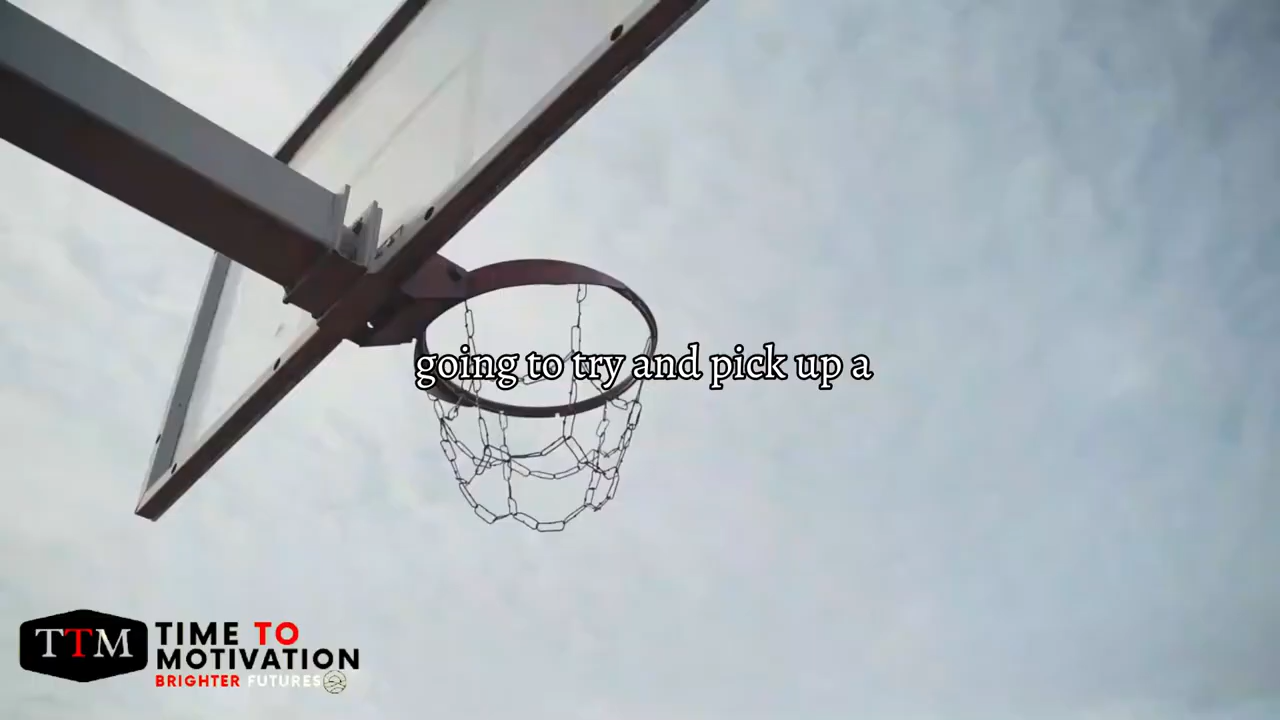 going to try and pick up a
TTM
TIME TO
MOTIVATION
BRIGHTER FUTURES